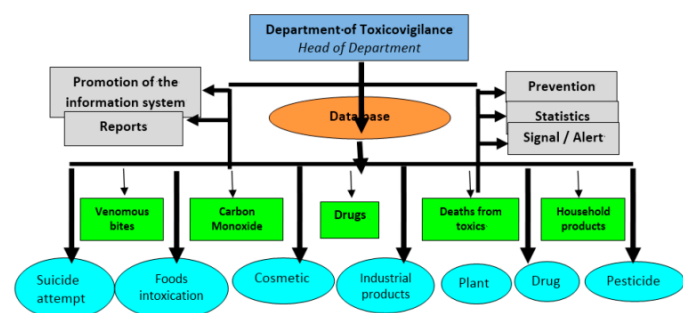 Department of Toxicovigilance
Head of Department
Promotion of the
information system
Reports
Database
Prevention
Statistics
Signal / Alert
Venomous
bites
Carbon
Monoxide
Drugs
Deaths from
toxics
Household
products
Suicide
attempt
Foods
intoxication
Cosmetic
Industrial
products
Plant
Drug
Pesticide